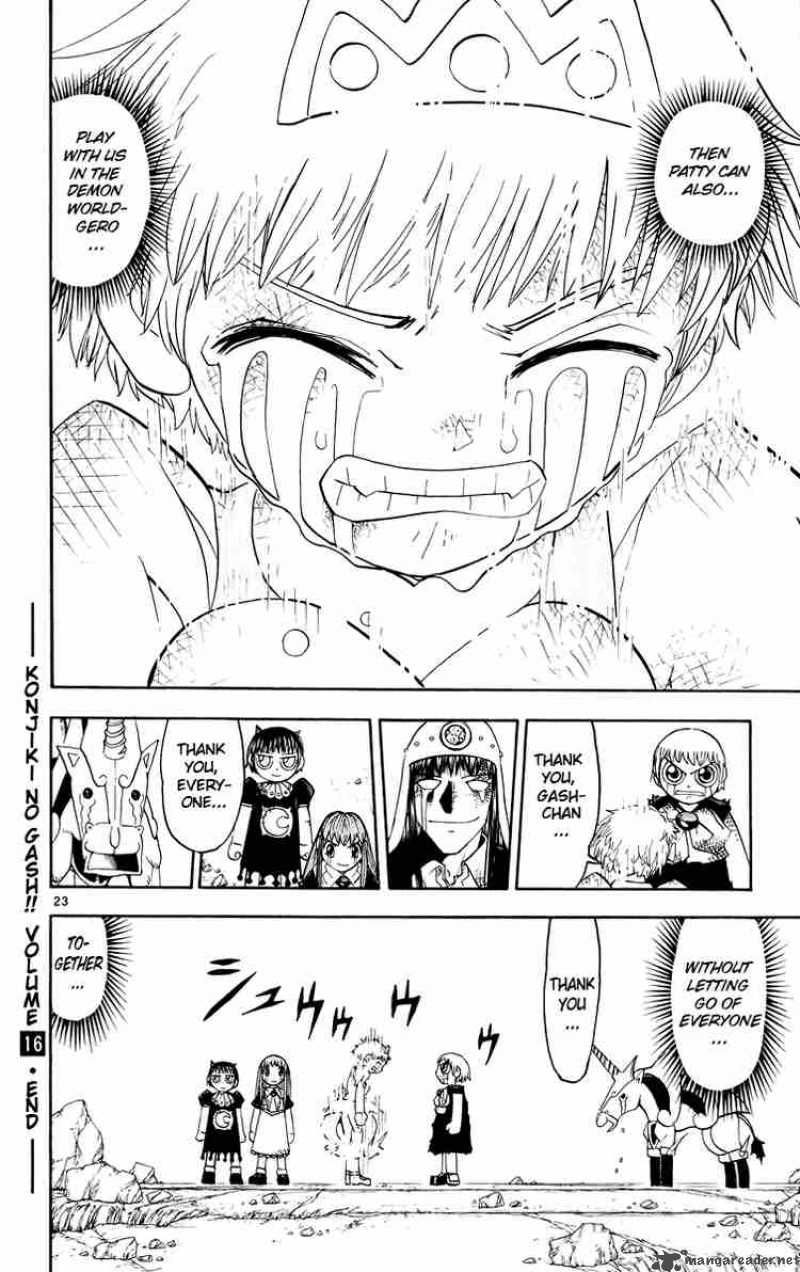 THEN
PATTY CAN
ALSO...
PLAY
WITH US
IN THE
DEMON
WORLD-
GERO
...
THANK
YOU,
GASH-
CHAN
...
THANK
YOU,
EVERY-
ONE...
23
WITHOUT
LETTING
GO OF
EVERYONE
...
THANK
YOU
...
シュウウウ
TO-
GETHER
...
KONJIKI NO GASH!! VOLUME 16 • END
mangareader.net